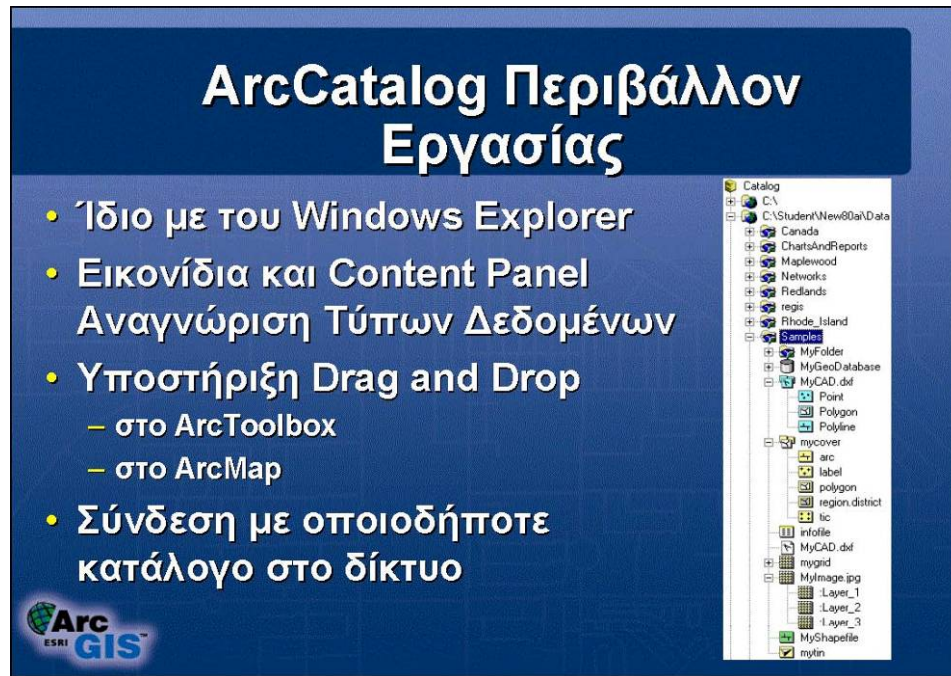 ArcCatalog Περιβάλλον
Εργασίας
• Ίδιο με του Windows Explorer
• Εικονίδια και Content Panel
Αναγνώριση Τύπων Δεδομένων
• Υποστήριξη Drag and Drop
– στο ArcToolbox
– στο ArcMap
• Σύνδεση με οποιοδήποτε
κατάλογο στο δίκτυο
Catalog
C:\
C:\Student\New80ai\Data
Canada
ChartsAndReports
Maplewood
Networks
Redlands
regis
Rhode_Island
Samples
MyFolder
MyGeoDatabase
MyCAD.dxf
Point
Polygon
Polyline
mycover
arc
label
polygon
region.district
tic
infofile
MyCAD.dxf
mygrid
MyImage.jpg
:Layer_1
:Layer_2
:Layer_3
MyShapefile
mytin
Arc
ESRI GIS™